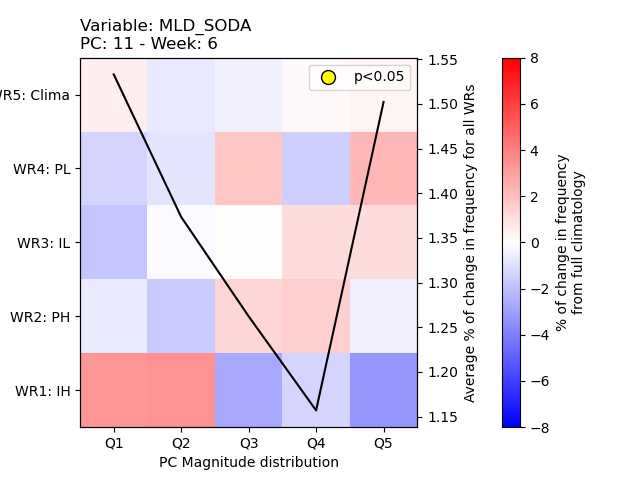 Variable: MLD_SODA
PC: 11 - Week: 6
p<0.05
WR5: Clima
WR4: PL
WR3: IL
WR2: PH
WR1: IH
Q1 Q2 Q3 Q4 Q5
PC Magnitude distribution
1.55
1.50
1.45
1.40
1.35
1.30
1.25
1.20
1.15
Average % of change in frequency for all WRs
8
6
4
2
0
−2
−4
−6
−8
% of change in frequency
from full climatology